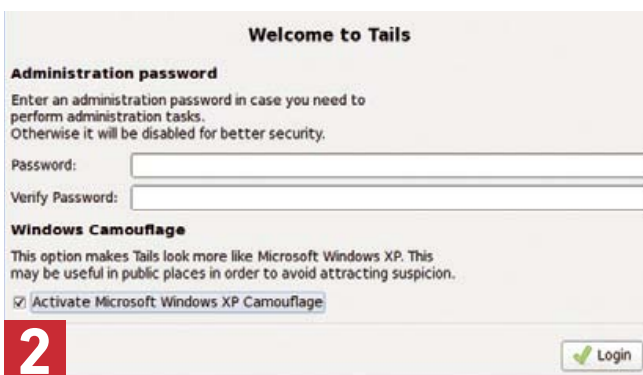 Welcome to Tails
Administration password
Enter an administration password in case you need to
perform administration tasks.
Otherwise it will be disabled for better security.
Password:
Verify Password:
Windows Camouflage
This option makes Tails look more like Microsoft Windows XP. This
may be useful in public places in order to avoid attracting suspicion.
Activate Microsoft Windows XP Camouflage
2
Login